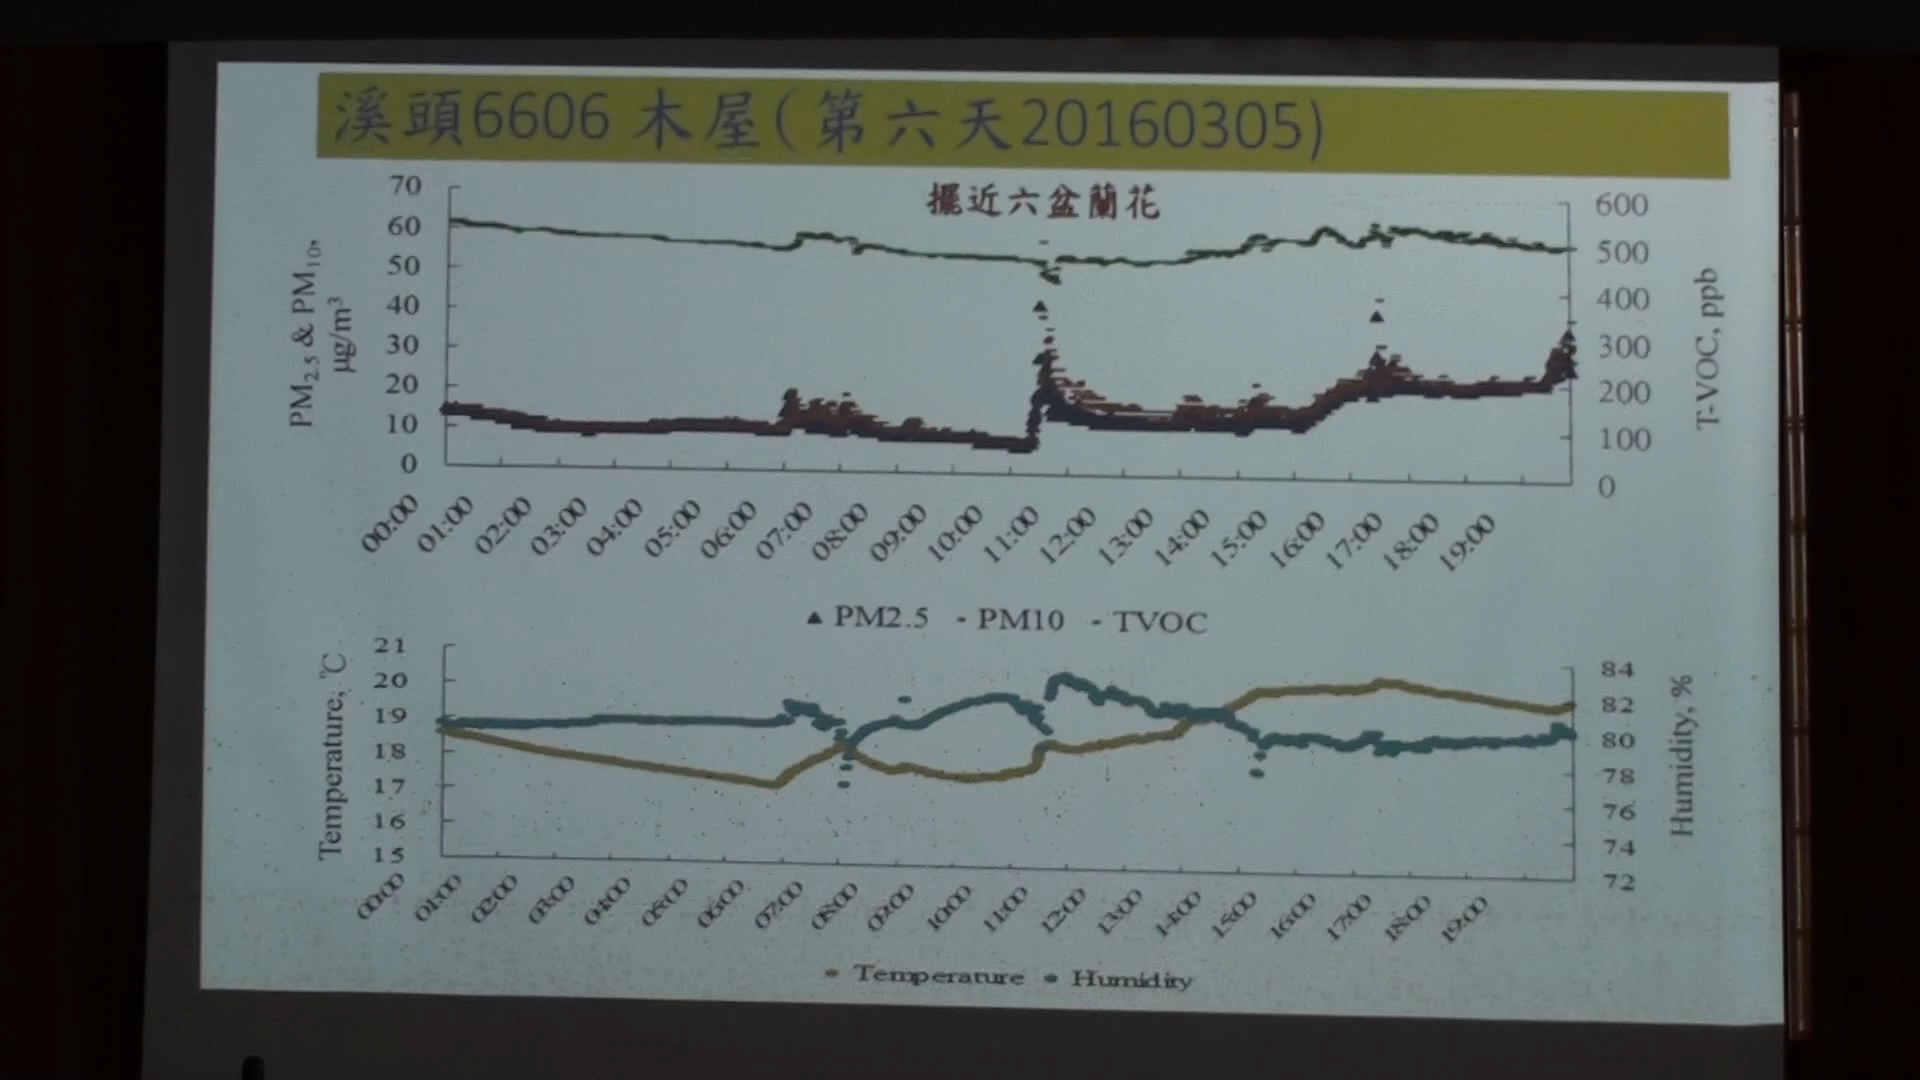 溪頭6606 木屋(第六天20160305)
擺近六盆蘭花
70
60
50
40
30
20
10
0
PM2.5 & PM10,
µg/m3
600
500
400
300
200
100
0
T-VOC, ppb
00:00 01:00 02:00 03:00 04:00 05:00 06:00 07:00 08:00 09:00 10:00 11:00 12:00 13:00 14:00 15:00 16:00 17:00 18:00 19:00
▲ PM2.5 - PM10 - TVOC
21
20
19
18
17
16
15
Temperature, ℃
84
82
80
78
76
74
72
Humidity, %
00:00 01:00 02:00 03:00 04:00 05:00 06:00 07:00 08:00 09:00 10:00 11:00 12:00 13:00 14:00 15:00 16:00 17:00 18:00 19:00
• Temperature • Humidity